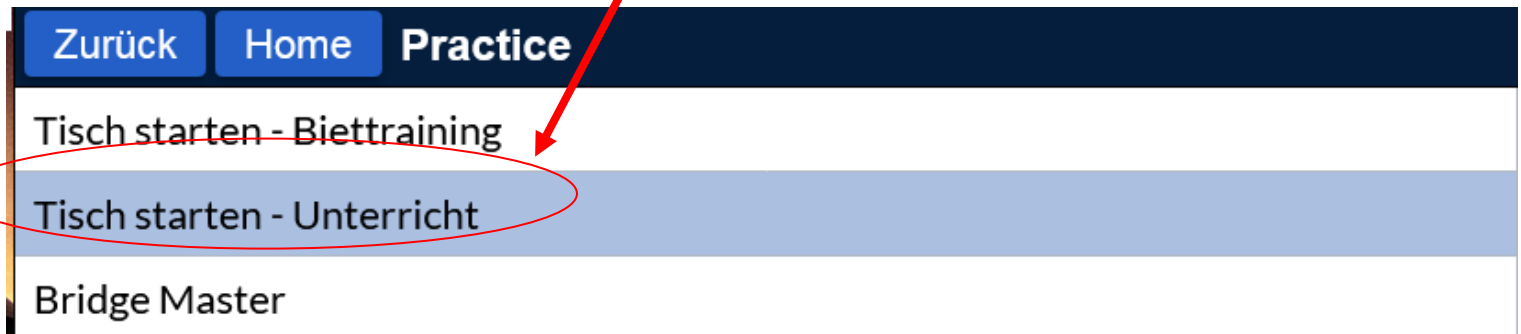 Zurück Home Practice
Tisch starten - Biettraining
Tisch starten - Unterricht
Bridge Master